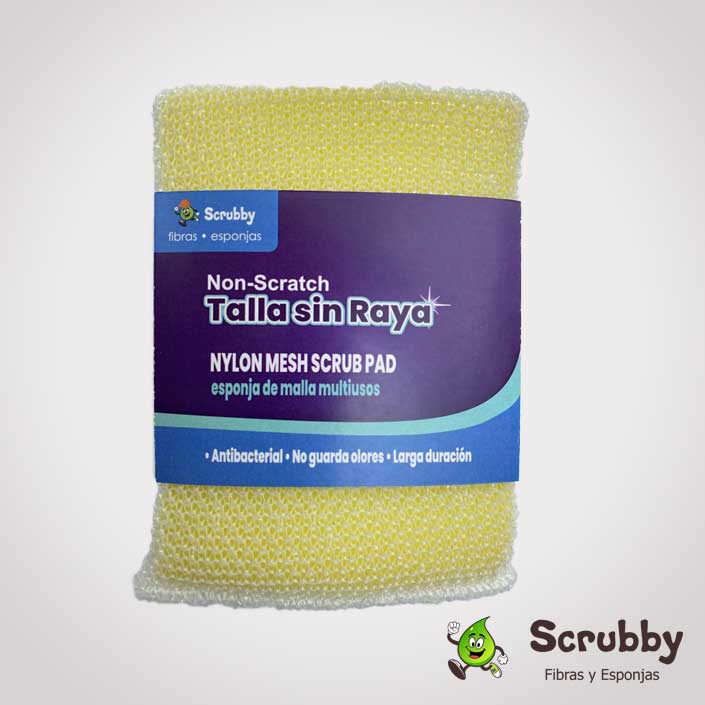 Scrubby
fibras • esponjas
Non-Scratch
Talla sin Raya
NYLON MESH SCRUB PAD
esponja de malla multiusos
• Antibacterial • No guarda olores • Larga duración
Scrubby
Fibras y Esponjas